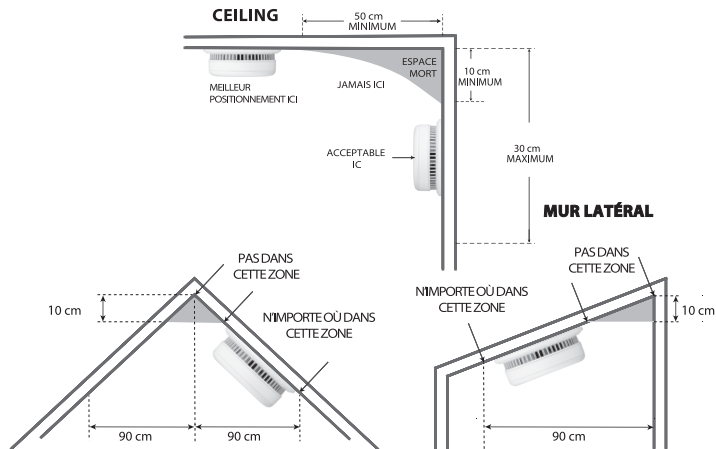 CEILING
50 cm
MINIMUM
ESPACE
MORT
10 cm
MINIMUM
MEILLEUR
POSITIONNEMENT ICI
JAMAIS ICI
ACCEPTABLE
IC
30 cm
MAXIMUM
MUR LATÉRAL
PAS DANS
CETTE ZONE
10 cm
N'IMPORTE OÙ DANS
CETTE ZONE
90 cm
90 cm
PAS DANS
CETTE ZONE
N'IMPORTE OÙ DANS
CETTE ZONE
10 cm
90 cm